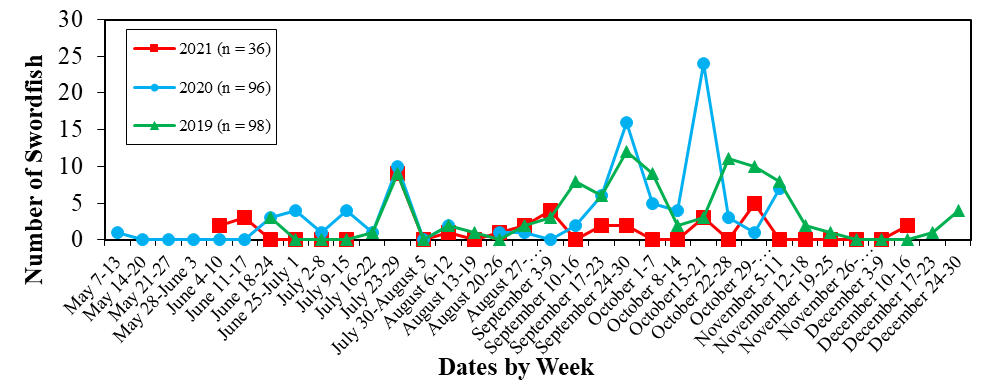 Number of Swordfish
30
25
20
15
10
5
0
2021 (n = 36)
2020 (n = 96)
2019 (n = 98)
May 7-13
May 14-20
May 21-27
May 28-June 3
June 4-10
June 11-17
June 18-24
June 25-July 1
July 2-8
July 9-15
July 16-22
July 23-29
July 30-August 5
August 6-12
August 13-19
August 20-26
August 27-…
September 3-9
September 10-16
September 17-23
September 24-30
October 1-7
October 8-14
October15-21
October 22-28
October 29-…
November 5-11
November 12-18
November 19-25
November 26-…
December 3-9
December 10-16
December 17-23
December 24-30
Dates by Week